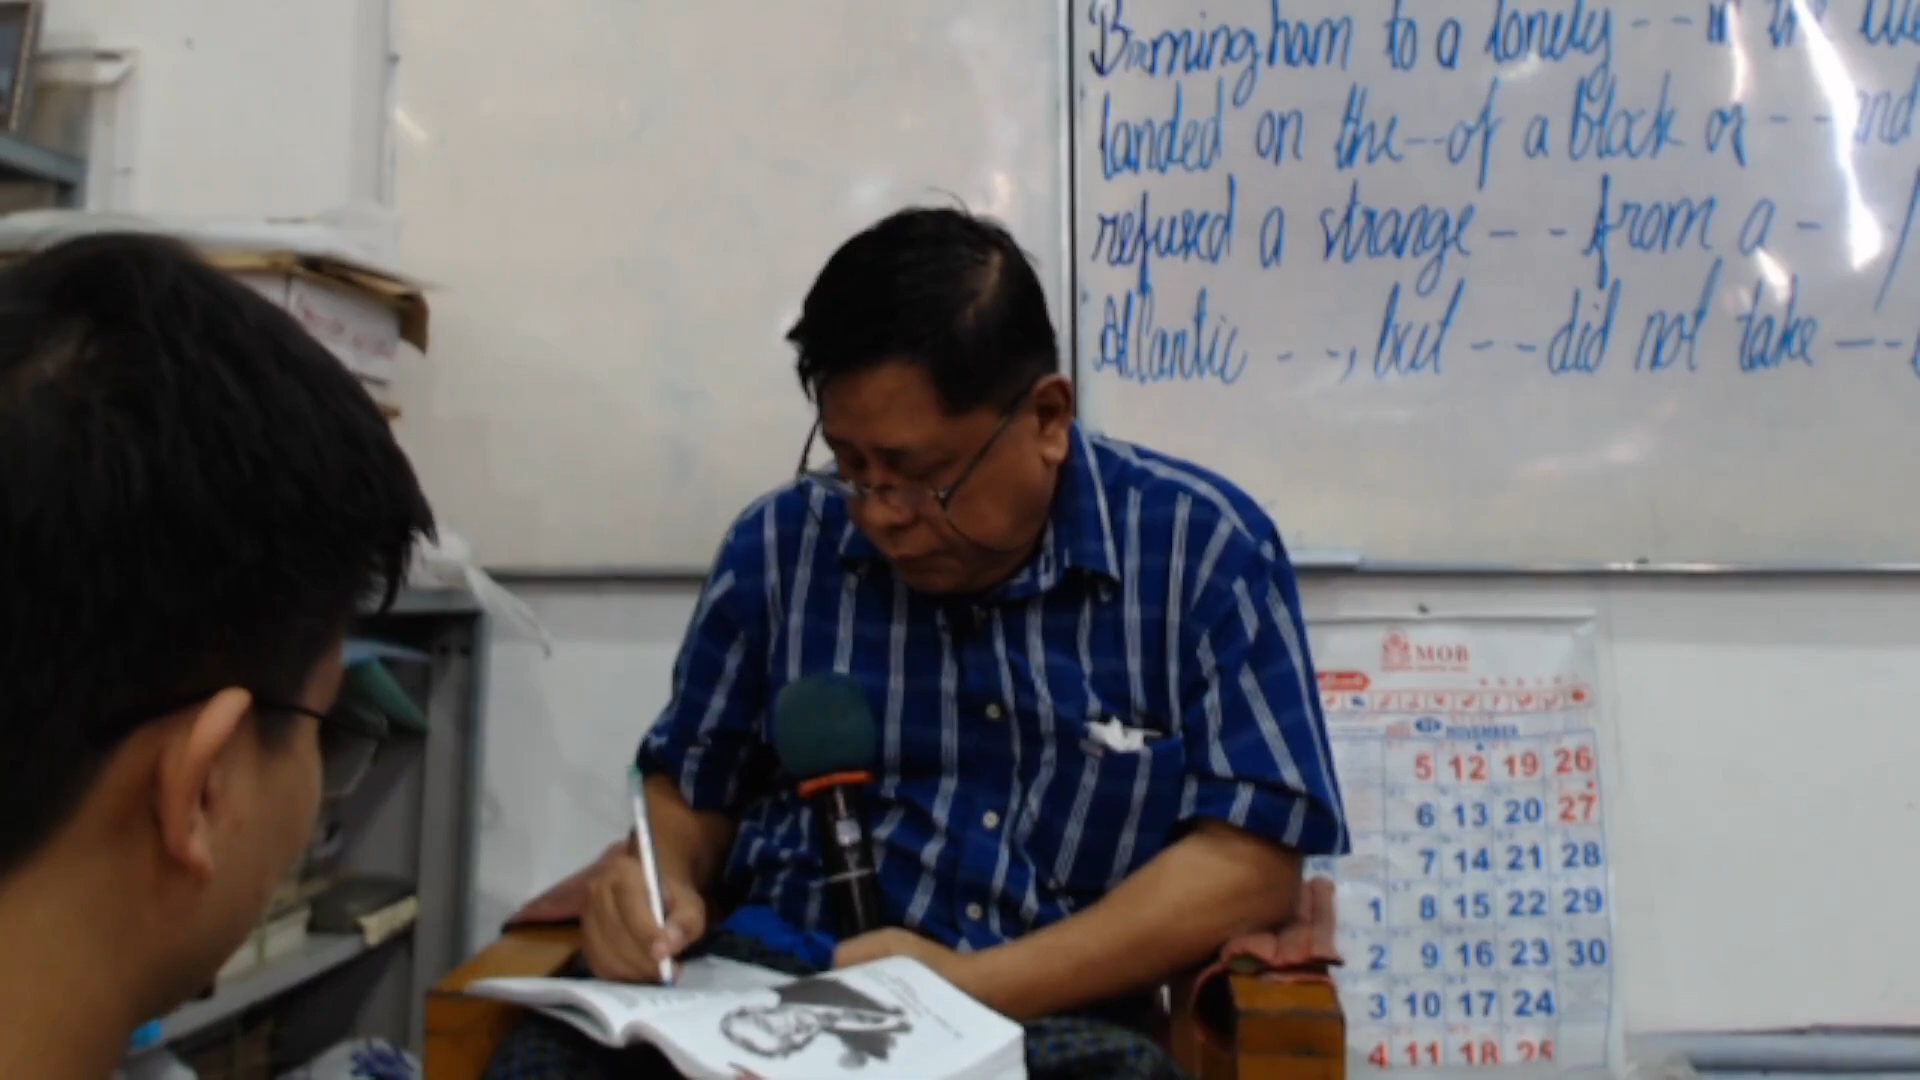 Birmingham to a lonely -- in the
landed on the -- of a block of -- and
refused a strange -- from a -
Atlantic --, but -- did not take --
MOB
NOVEMBER
5 12 19 26
6 13 20 27
7 14 21 28
1 8 15 22 29
2 9 16 23 30
3 10 17 24
4 11 18 25